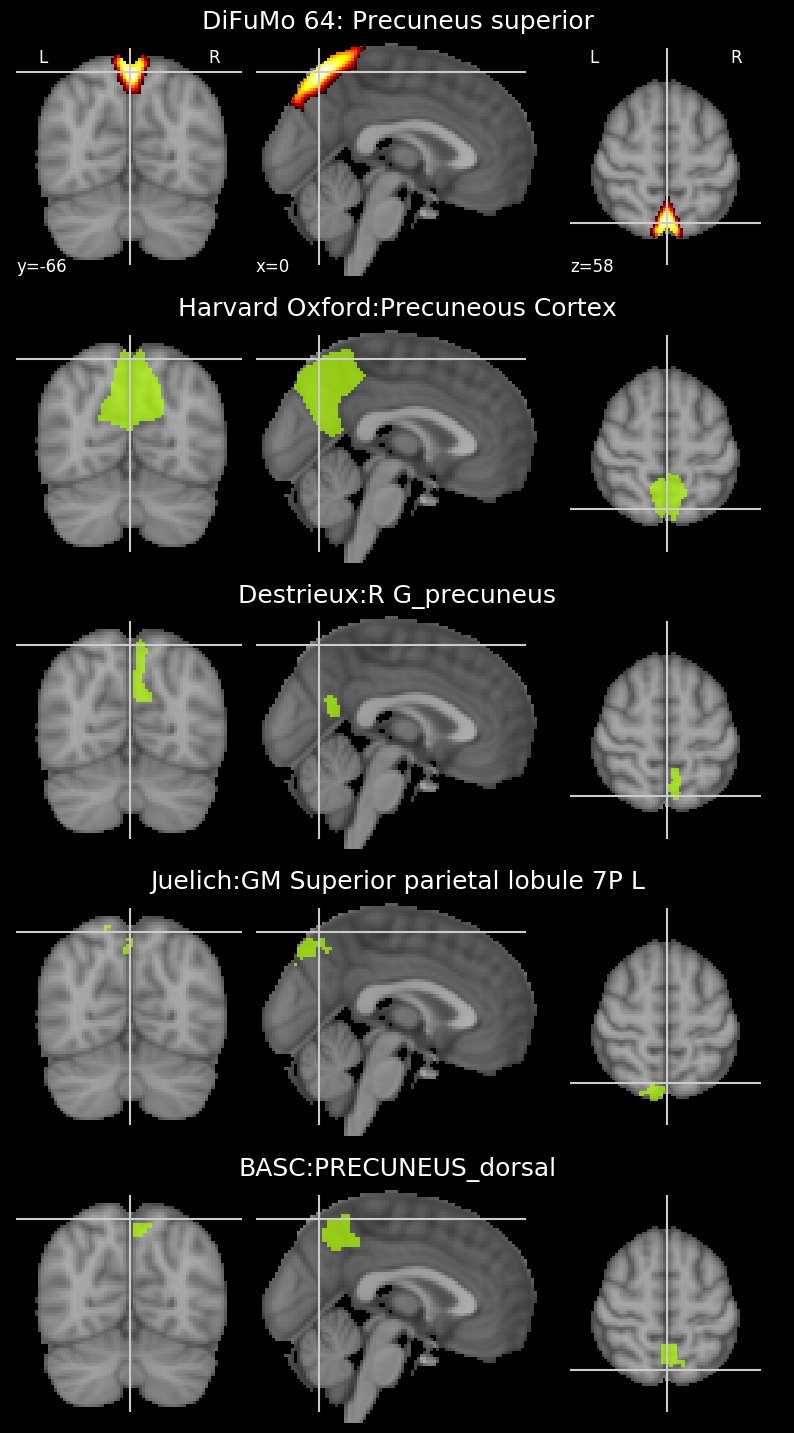 DiFuMo 64: Precuneus superior
L R L R
y=-66 x=0 z=58
Harvard Oxford:Precuneous Cortex
Destrieux:R G_precuneus
Juelich:GM Superior parietal lobule 7P L
BASC:PRECUNEUS_dorsal